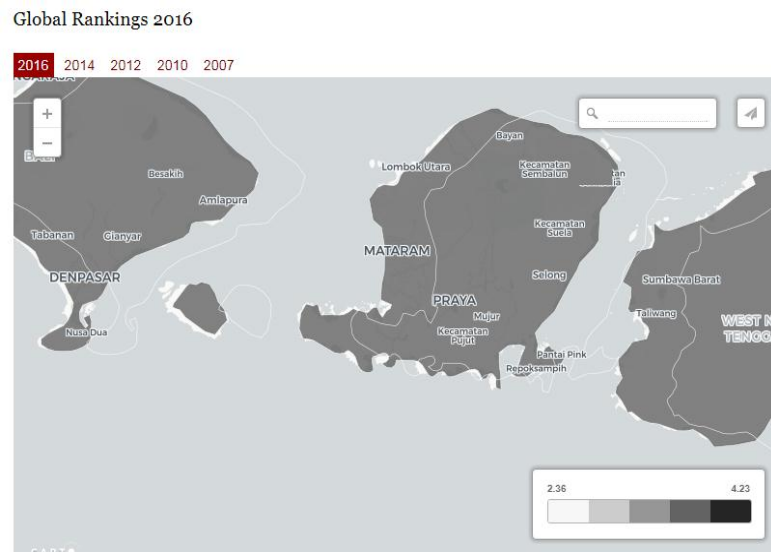 Global Rankings 2016
2016 2014 2012 2010 2007
+
−
Bayan
Lombok Utara
Kecamatan
Sembalun
Besakih
Amlapura
Kecamatan
Suela
Tabanan
Gianyar
MATARAM
DENPASAR
Selong
Sumbawa Barat
PRAYA
Mujur
Taliwang
WEST N
TENGG
Nusa Dua
Kecamatan
Pujut
Pantai Pink
Repoksampih
2.36 4.23